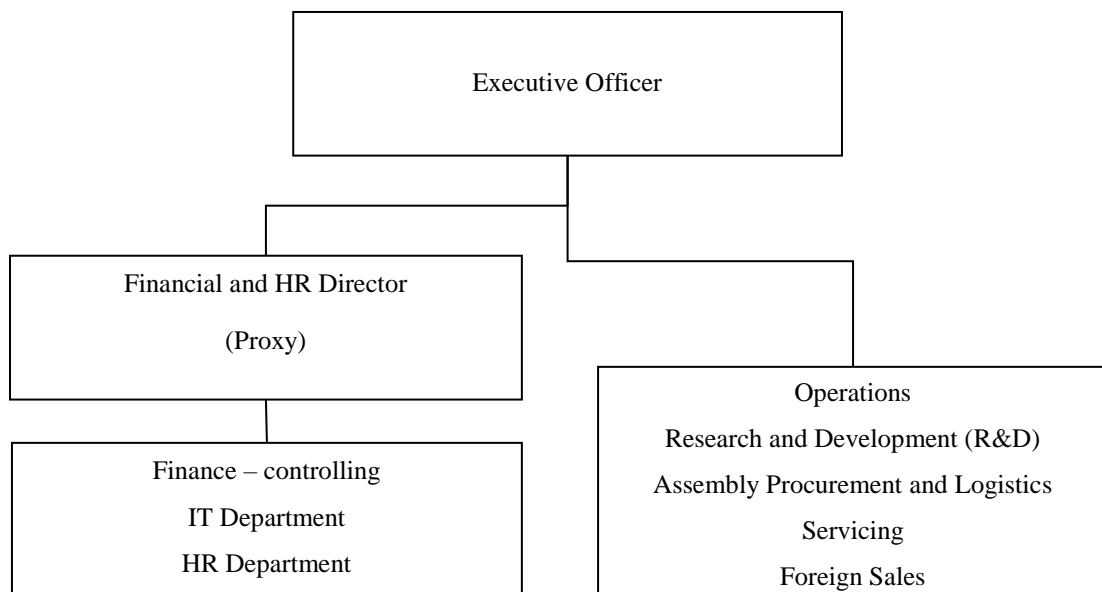 Executive Officer
Financial and HR Director
(Proxy)
Finance – controlling
IT Department
HR Department
Operations
Research and Development (R&D)
Assembly Procurement and Logistics
Servicing
Foreign Sales